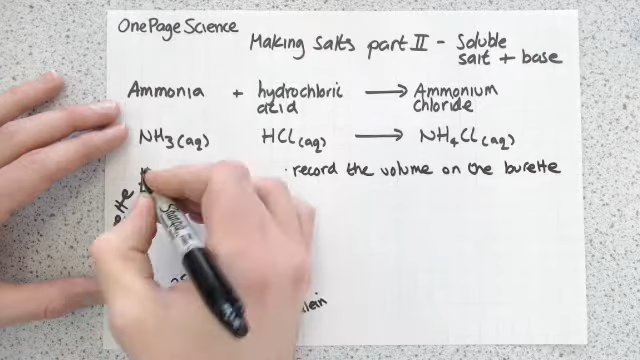 OnePageScience
Making Salts part II - Soluble
salt + base
Ammonia + hydrochloric → Ammonium
acid chloride
NH3(aq) HCl(aq) → NH4Cl(aq)
· record the volume on the burette
Sharpie